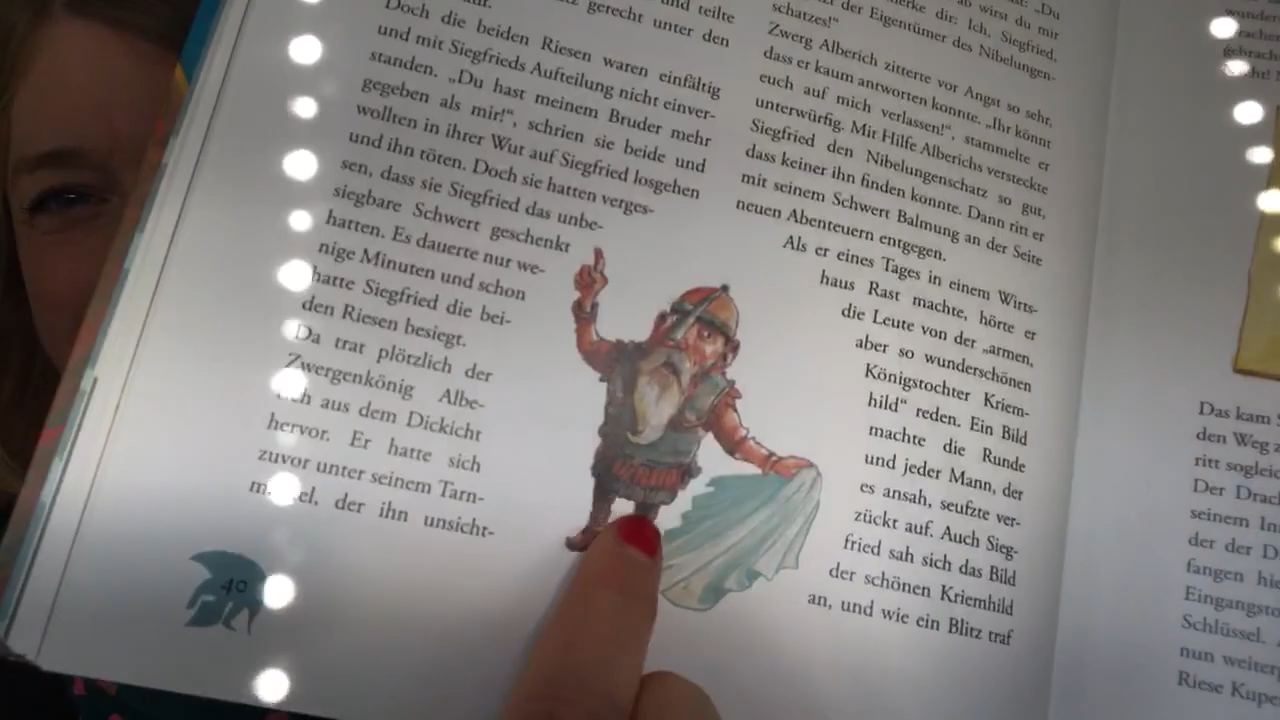 und teilte
gerecht unter den
Doch die beiden Riesen waren einfältig
und mit Siegfrieds Aufteilung nicht einver-
standen. „Du hast meinem Bruder mehr
gegeben als mir!“, schrien sie beide und
wollten in ihrer Wut auf Siegfried losgehen
und ihn töten. Doch sie hatten verges-
sen, dass sie Siegfried das unbe-
siegbare Schwert geschenkt
hatten. Es dauerte nur we-
nige Minuten und schon
hatte Siegfried die bei-
den Riesen besiegt.
Da trat plötzlich der
Zwergenkönig Albe-
rich aus dem Dickicht
hervor. Er hatte sich
zuvor unter seinem Tarn-
mantel, der ihn unsicht-
40
wirst du mir
merke dir: Ich, Siegfried,
der Eigentümer des Nibelungen-
schatzes!“
Zwerg Alberich zitterte vor Angst so sehr,
dass er kaum antworten konnte. „Ihr könnt
euch auf mich verlassen!“, stammelte er
unterwürfig. Mit Hilfe Alberichs versteckte
Siegfried den Nibelungenschatz so gut,
dass keiner ihn finden konnte. Dann ritt er
mit seinem Schwert Balmung an der Seite
neuen Abenteuern entgegen.
Als er eines Tages in einem Wirts-
haus Rast machte, hörte er
die Leute von der „armen,
aber so wunderschönen
Königstochter Kriem-
hild“ reden. Ein Bild
machte die Runde
und jeder Mann, der
es ansah, seufzte ver-
zückt auf. Auch Sieg-
fried sah sich das Bild
der schönen Kriemhild
an, und wie ein Blitz traf
Das kam
den Weg
ritt sogleich
Der Drac
seinem In
der der D
fangen hie
Eingangsto
Schlüssel.
nun weiter
Riese Kupe